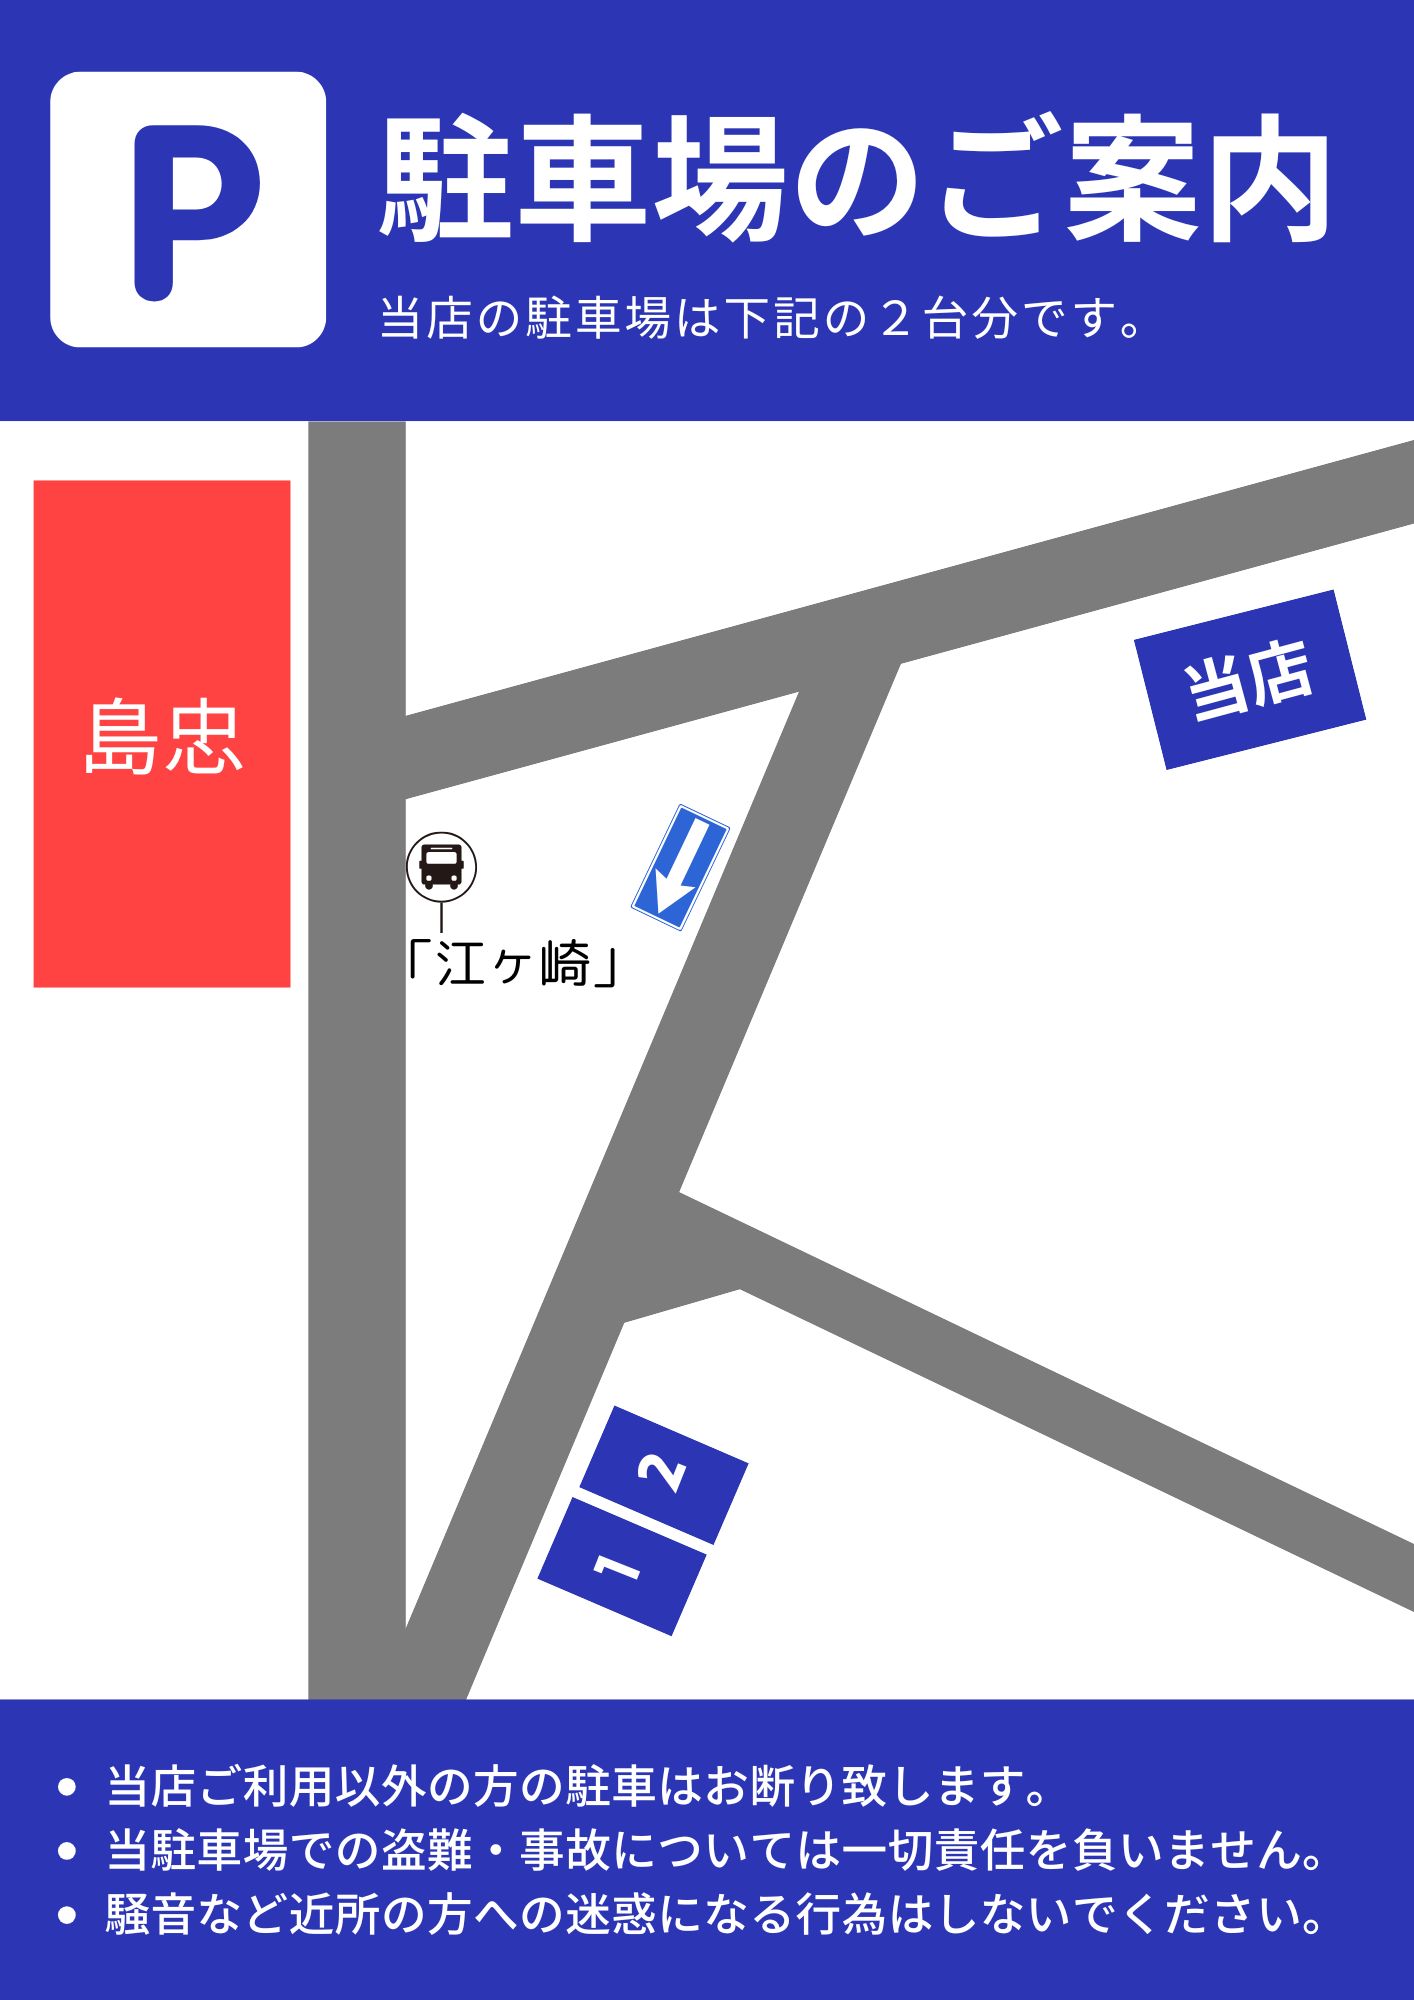 P
駐車場のご案内
当店の駐車場は下記の２台分です。
当店
島忠
「江ヶ崎」
2
1
• 当店ご利用以外の方の駐車はお断り致します。
• 当駐車場での盗難・事故については一切責任を負いません。
• 騒音など近所の方への迷惑になる行為はしないでください。